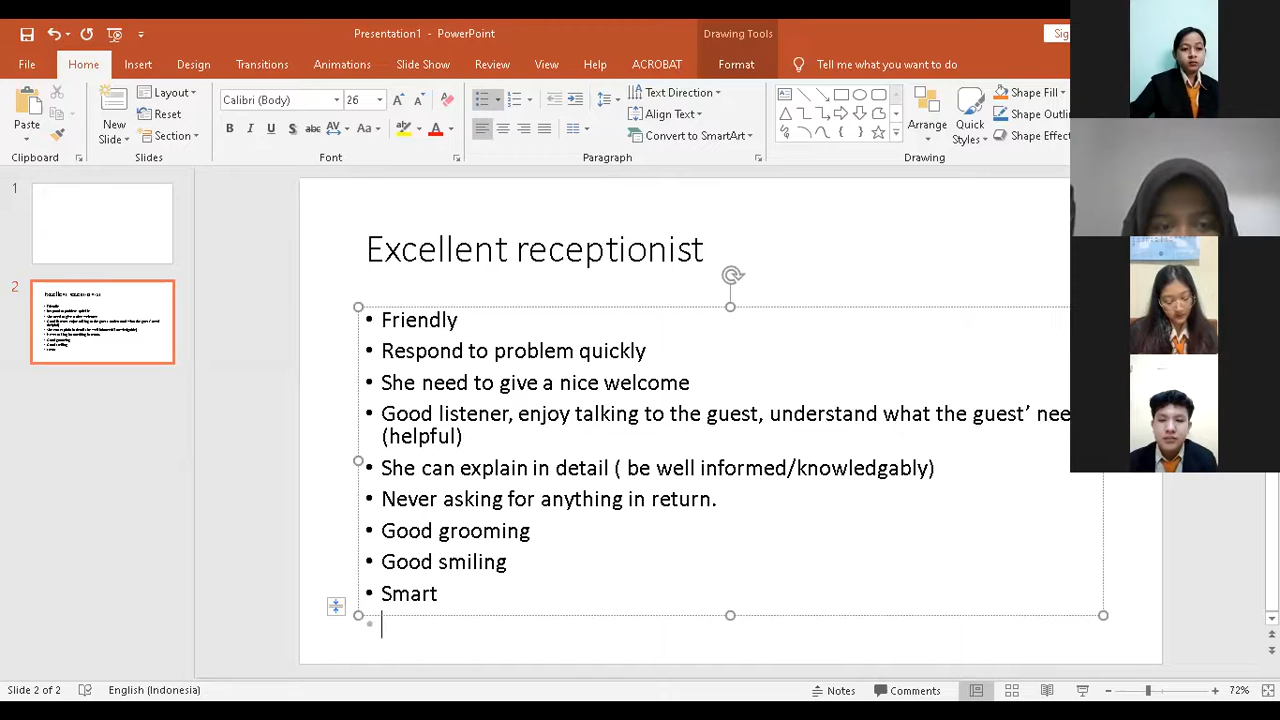 Presentation1 - PowerPoint
Drawing Tools
File
Home
Insert
Design
Transitions
Animations
Slide Show
Review
View
Help
ACROBAT
Format
Tell me what you want to do
Paste
Clipboard
New
Slide
Layout
Reset
Section
Slides
Calibri (Body)
26
Font
Text Direction
Align Text
Convert to SmartArt
Paragraph
Arrange
Quick
Styles
Shape Fill
Shape
Shape
Drawing
1
2
Excellent receptionist
• Friendly
• Respond to problem quickly
• She need to give a nice welcome
• Good listener, enjoy talking to the guest, understand what the guest’
(helpful)
• She can explain in detail ( be well informed/knowledgably)
• Never asking for anything in return.
• Good grooming
• Good smiling
• Smart
Slide 2 of 2
English (Indonesia)
Notes
Comments
72%